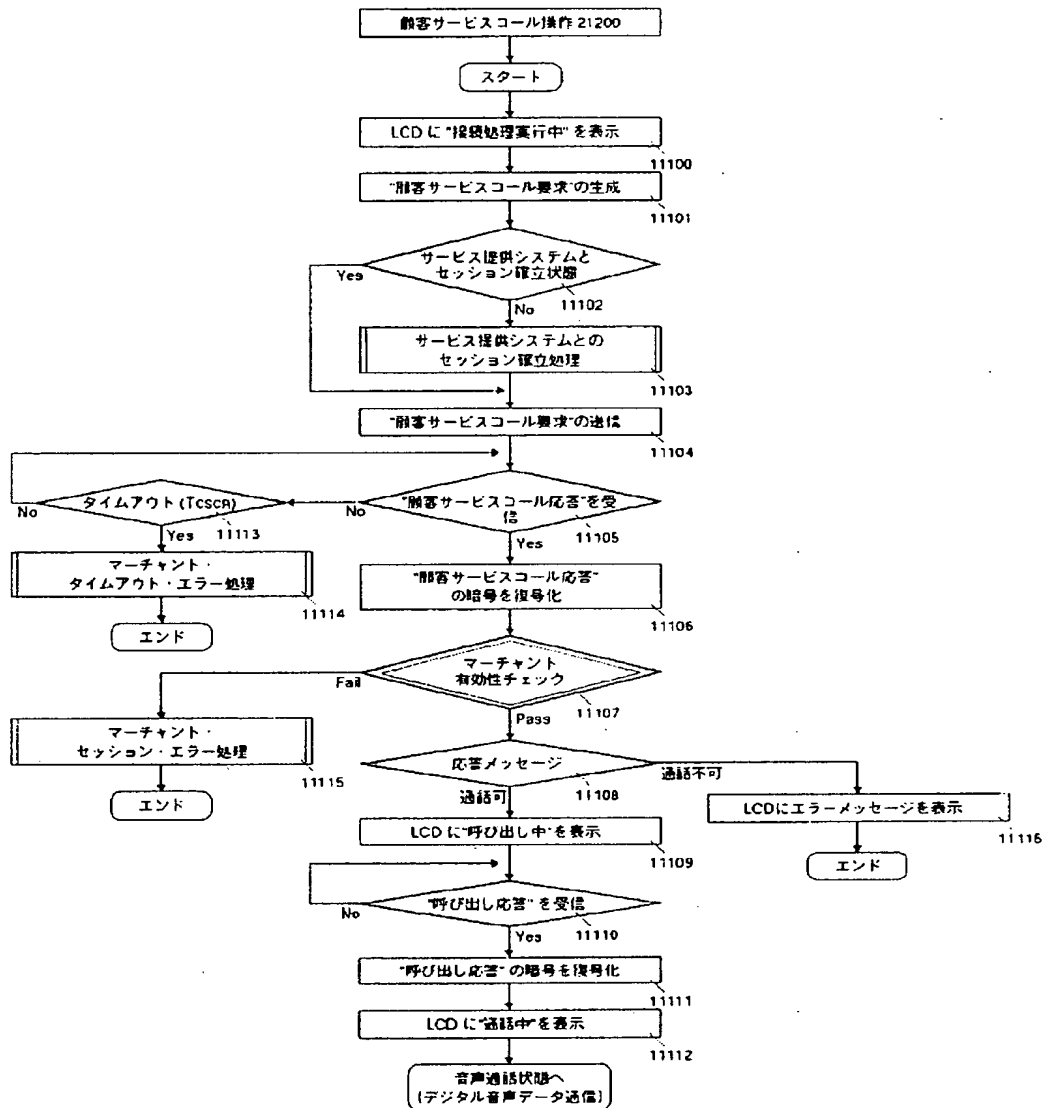 顧客サービスコール操作 21200
スタート
LCD に "接続処理実行中" を表示
11100
"顧客サービスコール要求" の生成
11101
サービス提供システムと
セッション確立状態
11102
Yes
No
サービス提供システムとの
セッション確立処理
11103
"顧客サービスコール要求" の送信
11104
"顧客サービスコール応答" を受
信
11105
No
Yes
タイムアウト (TCSCR)
11113
No
Yes
マーチャント・
タイムアウト・エラー処理
11114
エンド
"顧客サービスコール応答"
の暗号を復号化
11106
マーチャント
有効性チェック
11107
Fail
Pass
マーチャント・
セッション・エラー処理
11115
エンド
応答メッセージ
11108
通話可
通話不可
LCDにエラーメッセージを表示
11116
エンド
LCD に "呼び出し中" を表示
11109
"呼び出し応答" を受信
11110
No
Yes
"呼び出し応答" の暗号を復号化
11111
LCD に "通話中" を表示
11112
音声通話状態へ
(デジタル音声データ通信)